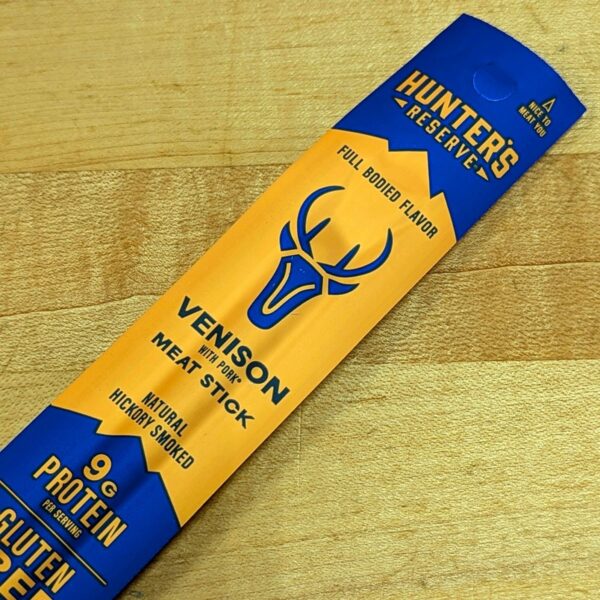 HUNTER'S
RESERVE
NICE TO
MEAT YOU
FULL BODIED FLAVOR
VENISON
WITH PORK*
MEAT STICK
NATURAL
HICKORY SMOKED
9G
PROTEIN
PER SERVING
GLUTEN